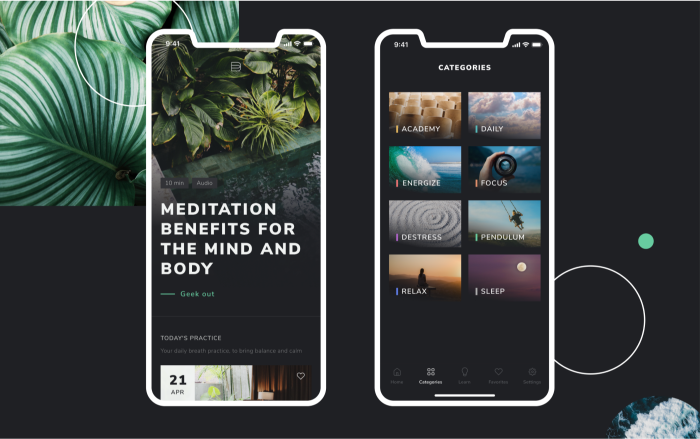 9:41
10 min
Audio
MEDITATION
BENEFITS FOR
THE MIND AND
BODY
Geek out
TODAY'S PRACTICE
Your daily breath practice, to bring balance and calm
21
APR
9:41
CATEGORIES
ACADEMY
DAILY
ENERGIZE
FOCUS
DESTRESS
PENDULUM
RELAX
SLEEP
Home
Categories
Learn
Favorites
Settings